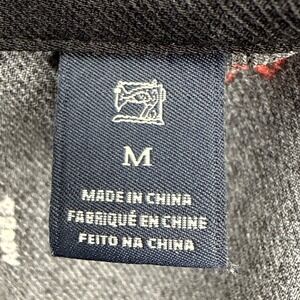 M
MADE IN CHINA
FABRIQUÉ EN CHINE
FEITO NA CHINA